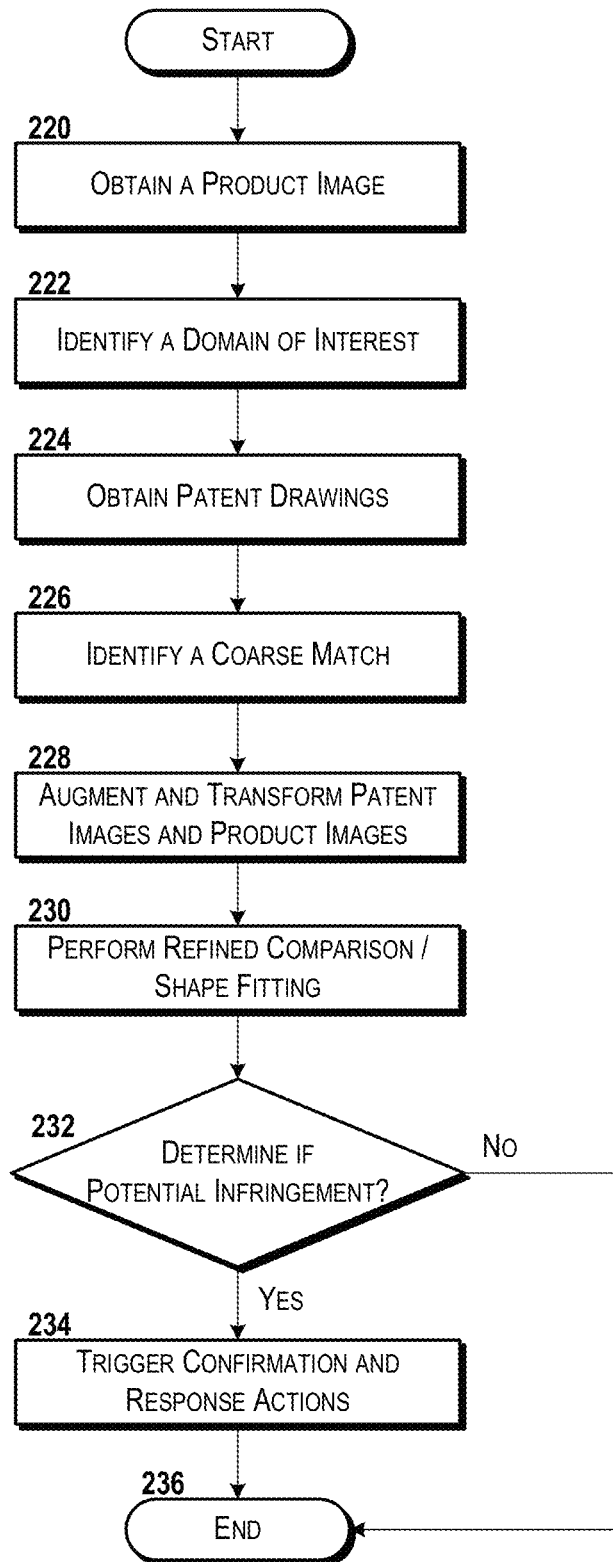 START
220
OBTAIN A PRODUCT IMAGE
222
IDENTIFY A DOMAIN OF INTEREST
224
OBTAIN PATENT DRAWINGS
226
IDENTIFY A COARSE MATCH
228
AUGMENT AND TRANSFORM PATENT
IMAGES AND PRODUCT IMAGES
230
PERFORM REFINED COMPARISON /
SHAPE FITTING
232
DETERMINE IF
POTENTIAL INFRINGEMENT?
NO
YES
234
TRIGGER CONFIRMATION AND
RESPONSE ACTIONS
236
END